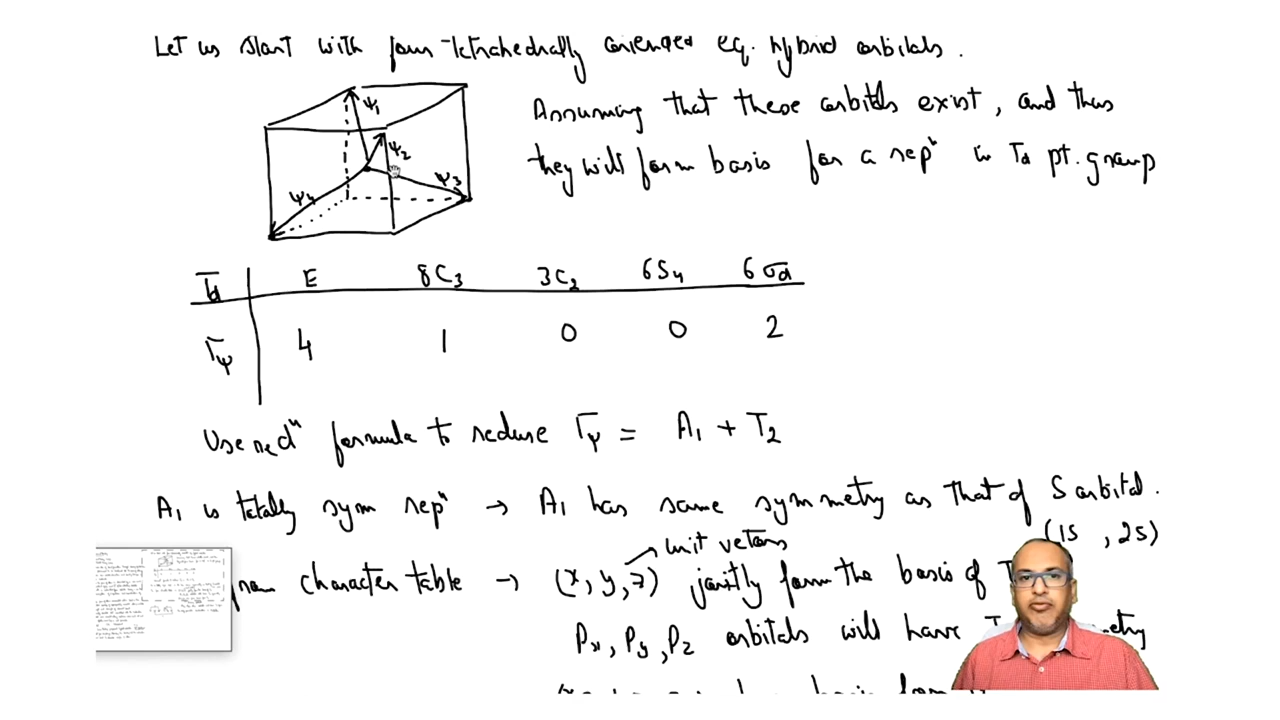 Let us start with four tetrahedrally oriented eq. hybrid orbitals.
ψ1
ψ2
ψ3
ψ4
Assuming that these orbitals exist, and thus
they will form basis for a repⁿ in Td pt. group
Td E 8C3 3C2 6S4 6σd
Γψ 4 1 0 0 2
Use redⁿ formula to reduce Γψ = A1 + T2
A1 is totally sym repⁿ → A1 has same symmetry as that of S orbital.
(1s, 2s)
unit vectors
character table → (x, y, z) jointly form the basis of T
Px, Py, Pz orbitals will have